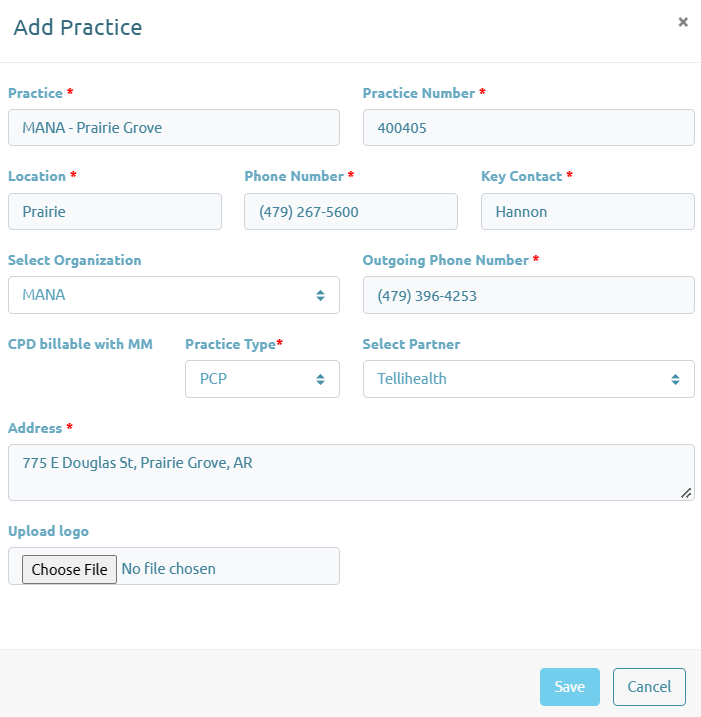 Add Practice ×
Practice * Practice Number *
MANA - Prairie Grove 400405
Location * Phone Number * Key Contact *
Prairie (479) 267-5600 Hannon
Select Organization Outgoing Phone Number *
MANA (479) 396-4253
CPD billable with MM Practice Type* Select Partner
PCP Tellihealth
Address *
775 E Douglas St, Prairie Grove, AR
Upload logo
Choose File No file chosen
Save Cancel